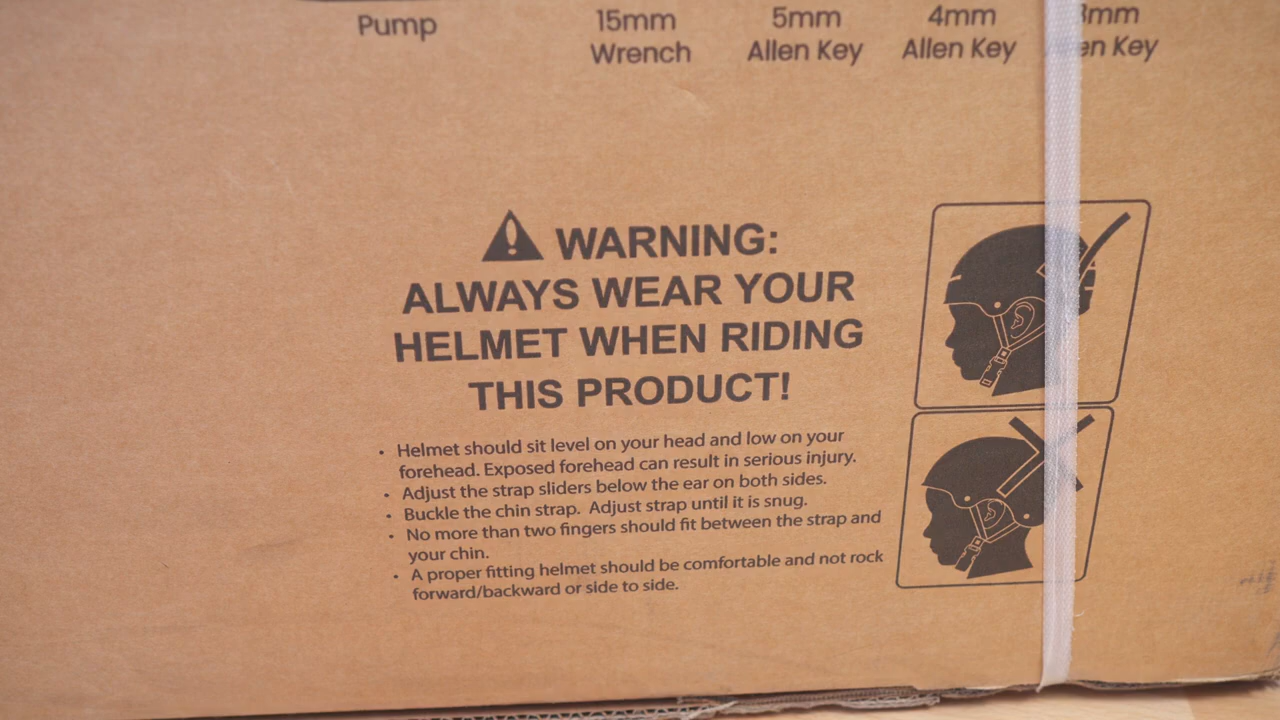 Pump
15mm
Wrench
5mm
Allen Key
4mm
Allen Key
Key
WARNING:
ALWAYS WEAR YOUR
HELMET WHEN RIDING
THIS PRODUCT!
• Helmet should sit level on your head and low on your
forehead. Exposed forehead can result in serious injury.
• Adjust the strap sliders below the ear on both sides.
• Buckle the chin strap. Adjust strap until it is snug.
• No more than two fingers should fit between the strap and
your chin.
• A proper fitting helmet should be comfortable and not rock
forward/backward or side to side.